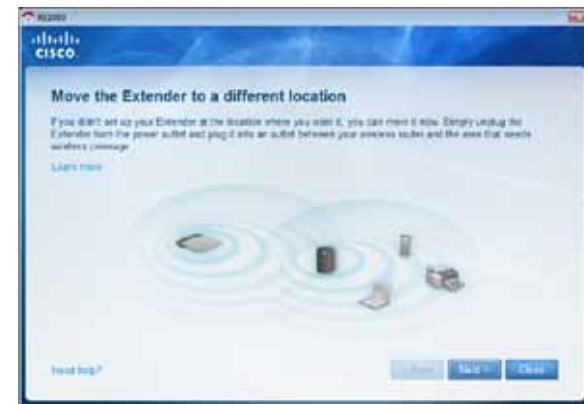 RE2000
CISCO
Move the Extender to a different location
If you didn't set up your Extender at the location where you want it, you can move it now. Simply unplug the
Extender from the power outlet and plug it into an outlet between your wireless router and the area that needs
wireless coverage.
Learn more
Need help?
Next >
Close